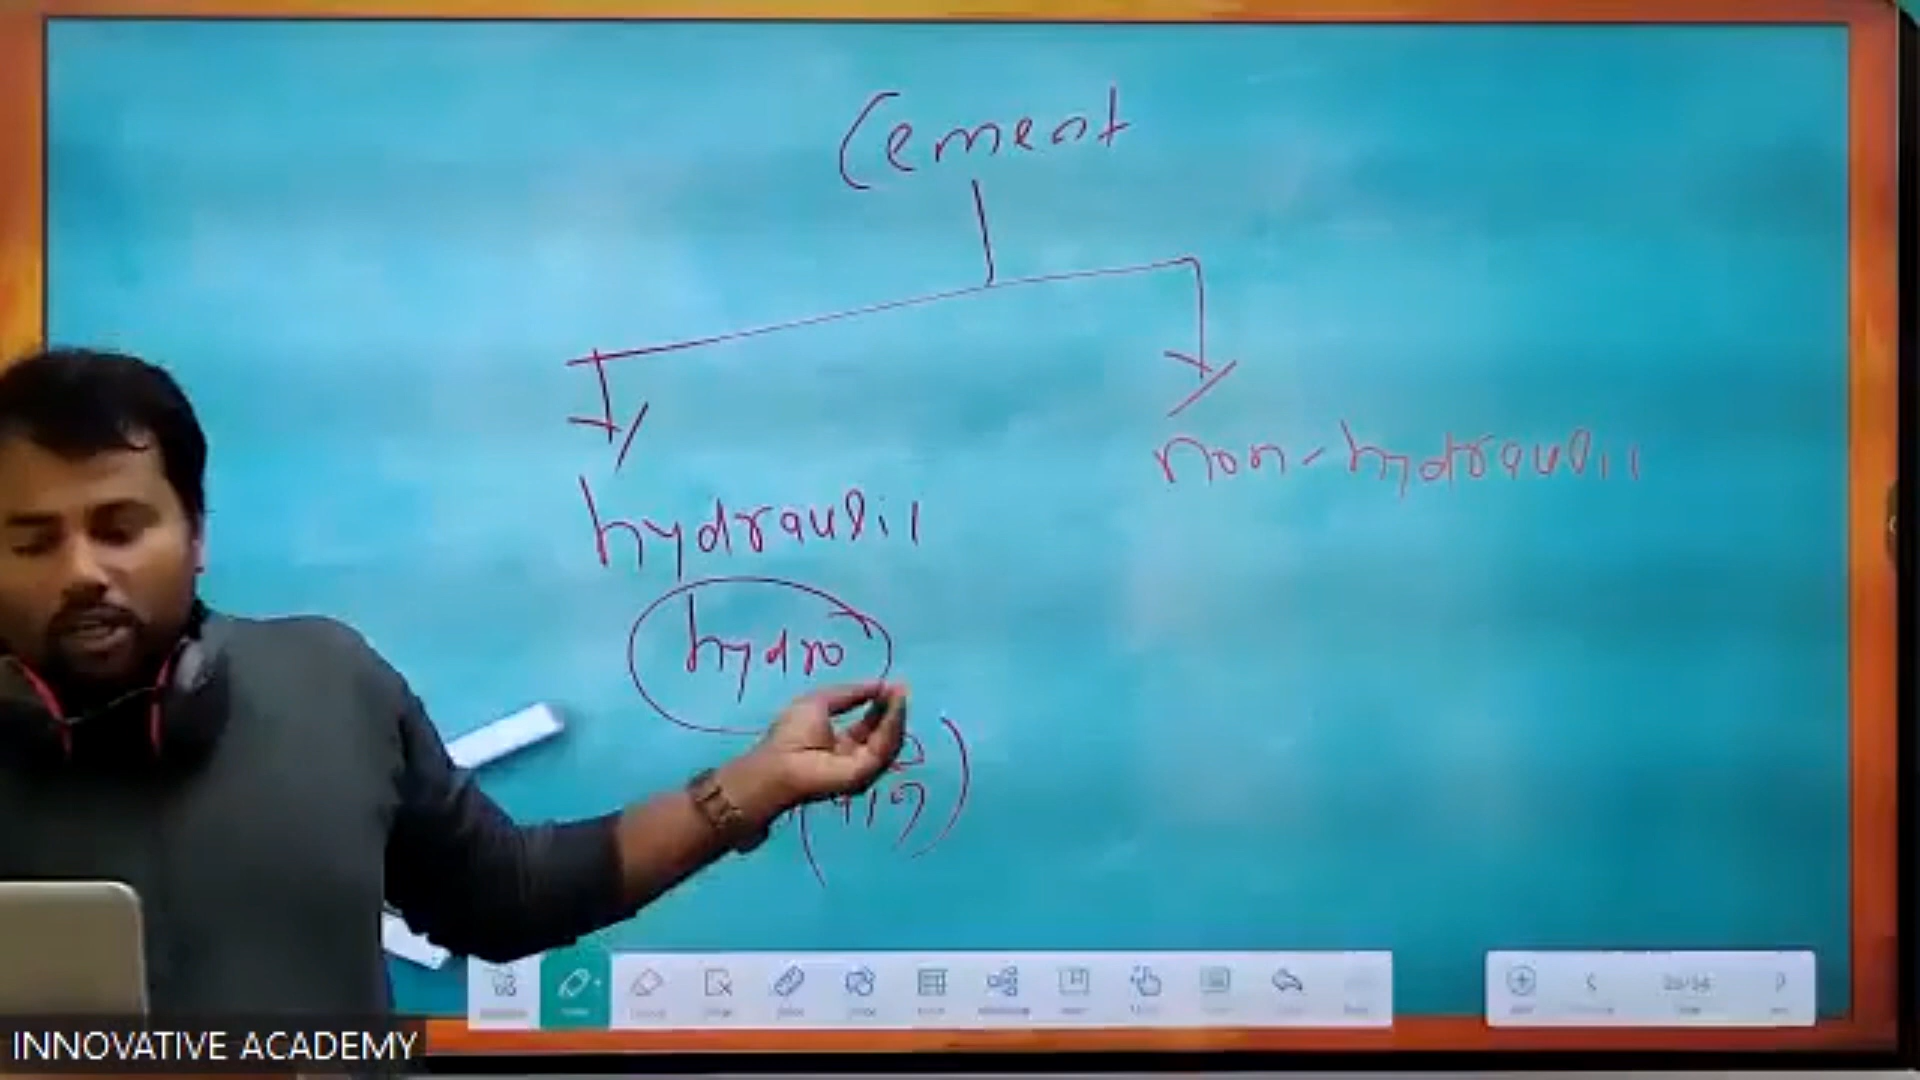 Cement
non-hydraulic
hydraulic
hydro
INNOVATIVE ACADEMY